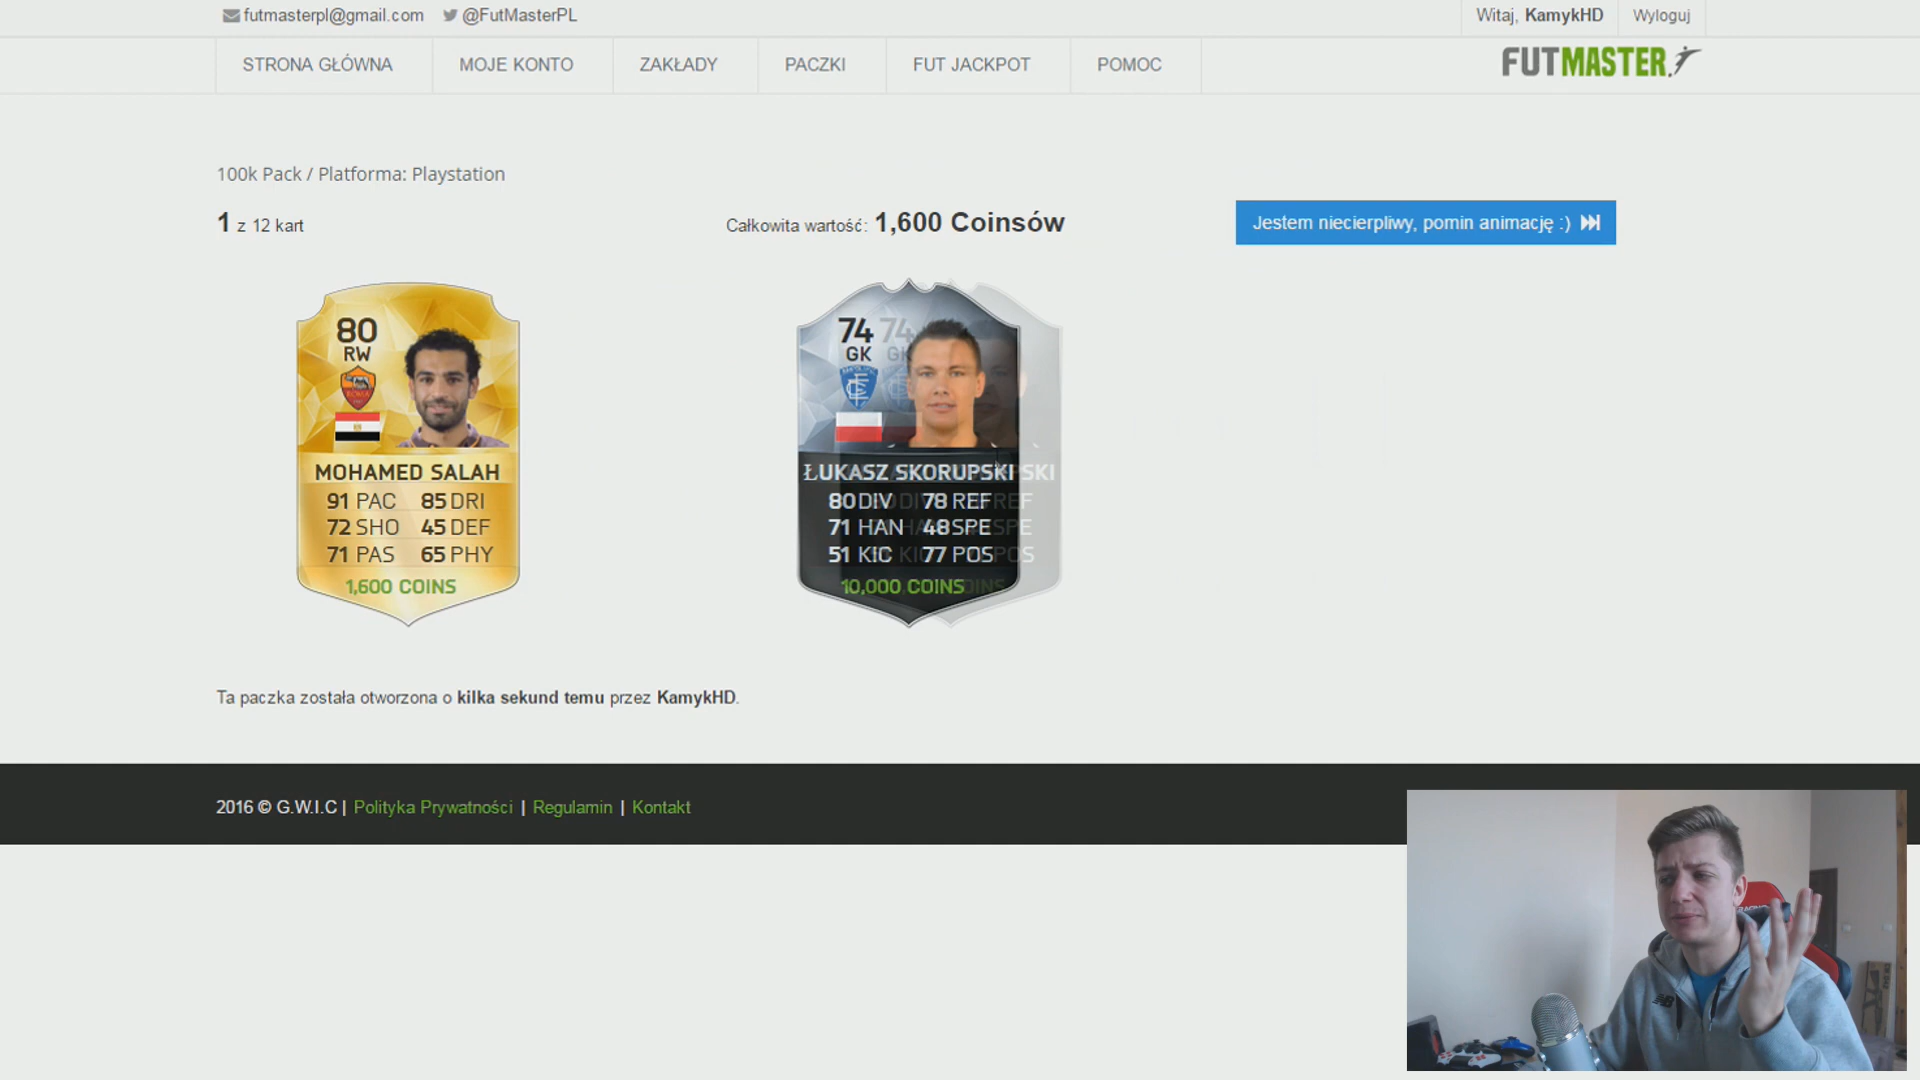 futmasterpl@gmail.com @FutMasterPL Witaj, KamykHD Wyloguj
STRONA GŁÓWNA MOJE KONTO ZAKŁADY PACZKI FUT JACKPOT POMOC FUTMASTER.
100k Pack / Platforma: Playstation
1 z 12 kart Całkowita wartość: 1,600 Coinsów Jestem niecierpliwy, pomin animację :)
80
RW
ROMA
MOHAMED SALAH
91 PAC 85 DRI
72 SHO 45 DEF
71 PAS 65 PHY
1,600 COINS
74
GK
ŁUKASZ SKORUPSKI
80 DIV 78 REF
71 HAN 48 SPE
51 KIC 77 POS
10,000 COINS
Ta paczka została otworzona o kilka sekund temu przez KamykHD.
2016 © G.W.I.C | Polityka Prywatności | Regulamin | Kontakt